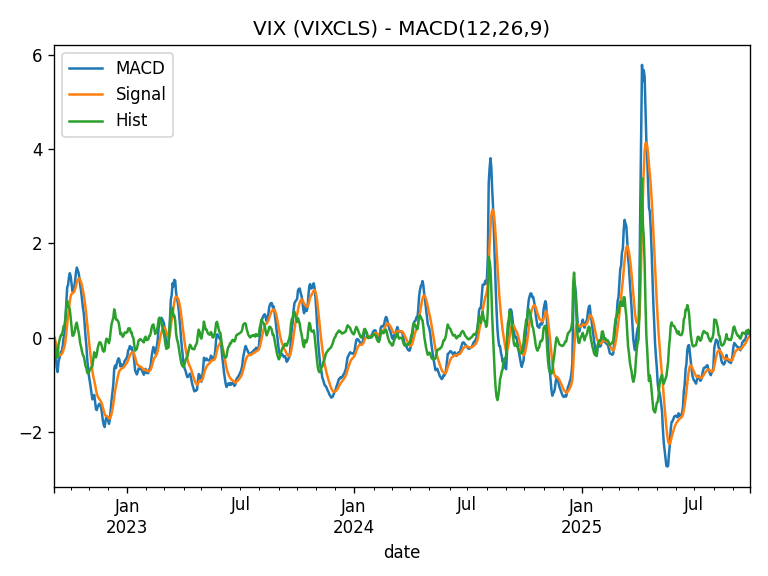 VIX (VIXCLS) - MACD(12,26,9)
MACD
Signal
Hist
6
4
2
0
−2
Jan
2023
Jul
Jan
2024
Jul
Jan
2025
Jul
date